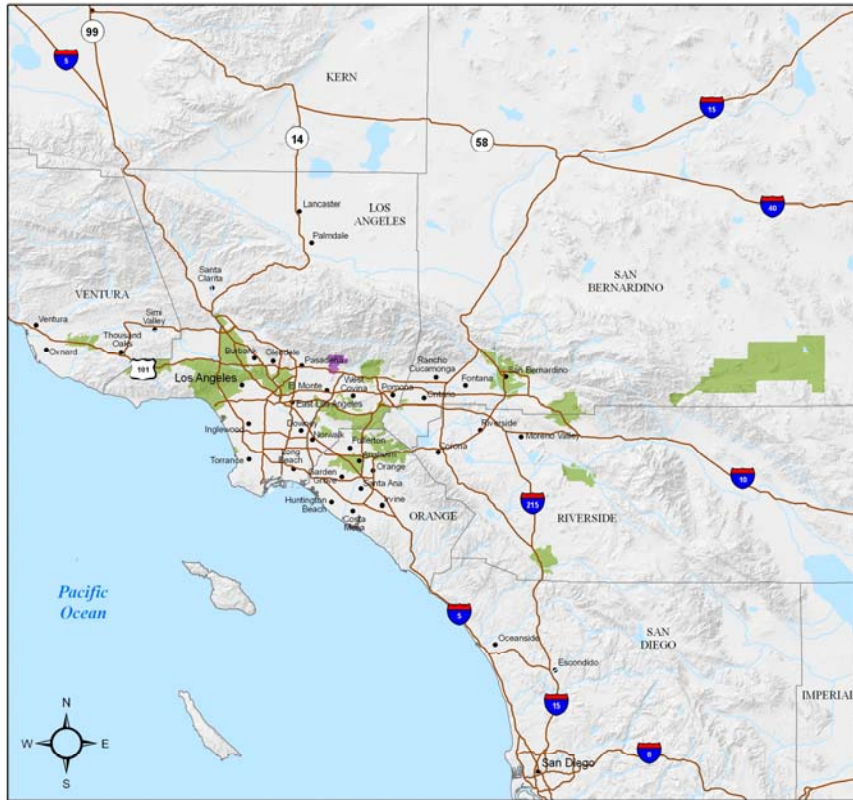 99
5
KERN
15
14
58
Lancaster
LOS
ANGELES
40
Palmdale
Santa
Clarita
SAN
BERNARDINO
VENTURA
Ventura
Simi
Valley
Oxnard
Thousand
Oaks
101
Burbank
Glendale
Pasadena
Rancho
Cucamonga
San Bernardino
Los Angeles
El Monte
West
Covina
Pomona
Fontana
Ontario
East Los Angeles
Inglewood
Downey
Norwalk
Fullerton
Riverside
Moreno Valley
Corona
Torrance
Long
Beach
Anaheim
Garden
Grove
Orange
Santa Ana
10
Huntington
Beach
Irvine
Costa
Mesa
ORANGE
215
RIVERSIDE
Pacific
Ocean
5
Oceanside
SAN
DIEGO
Escondido
IMPERIAL
15
N
W
E
S
San Diego
8